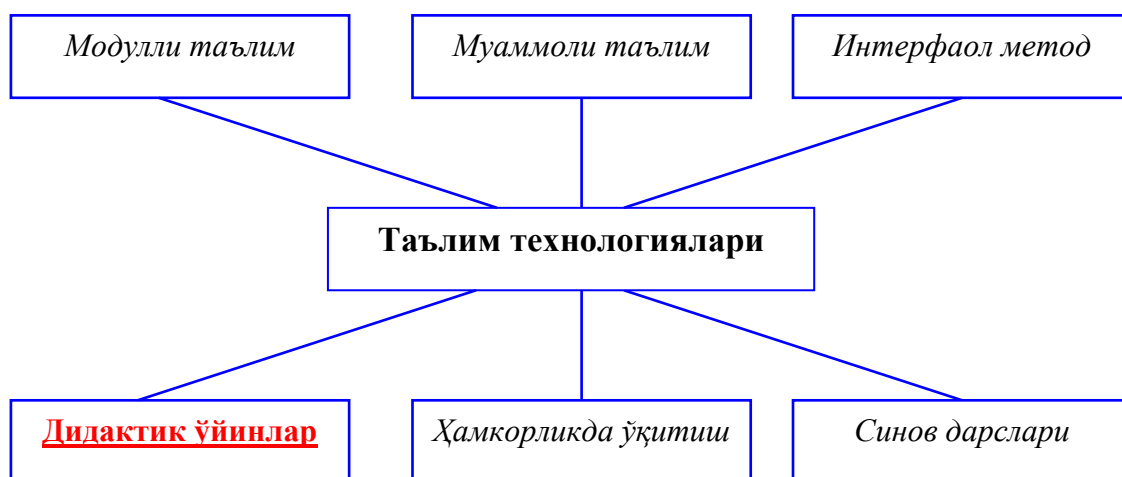 Модулли таълим
Муаммоли таълим
Интерфаол метод
Таълим технологиялари
Дидактик ўйинлар
Ҳамкорликда ўқитиш
Синов дарслари